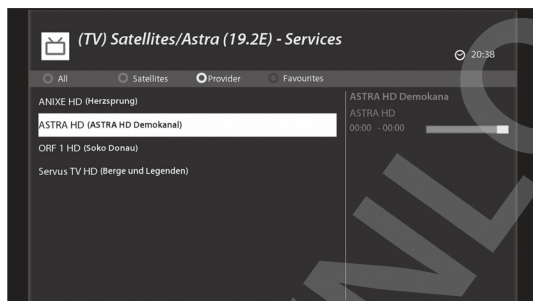 (TV) Satellites/Astra (19.2E) - Services
20:38
All Satellites Provider Favourites
ANIXE HD (Herzsprung)
ASTRA HD (ASTRA HD Demokanal)
ORF 1 HD (Soko Donau)
Servus TV HD (Berge und Legenden)
ASTRA HD Demokana
ASTRA HD
00:00 - 00:00